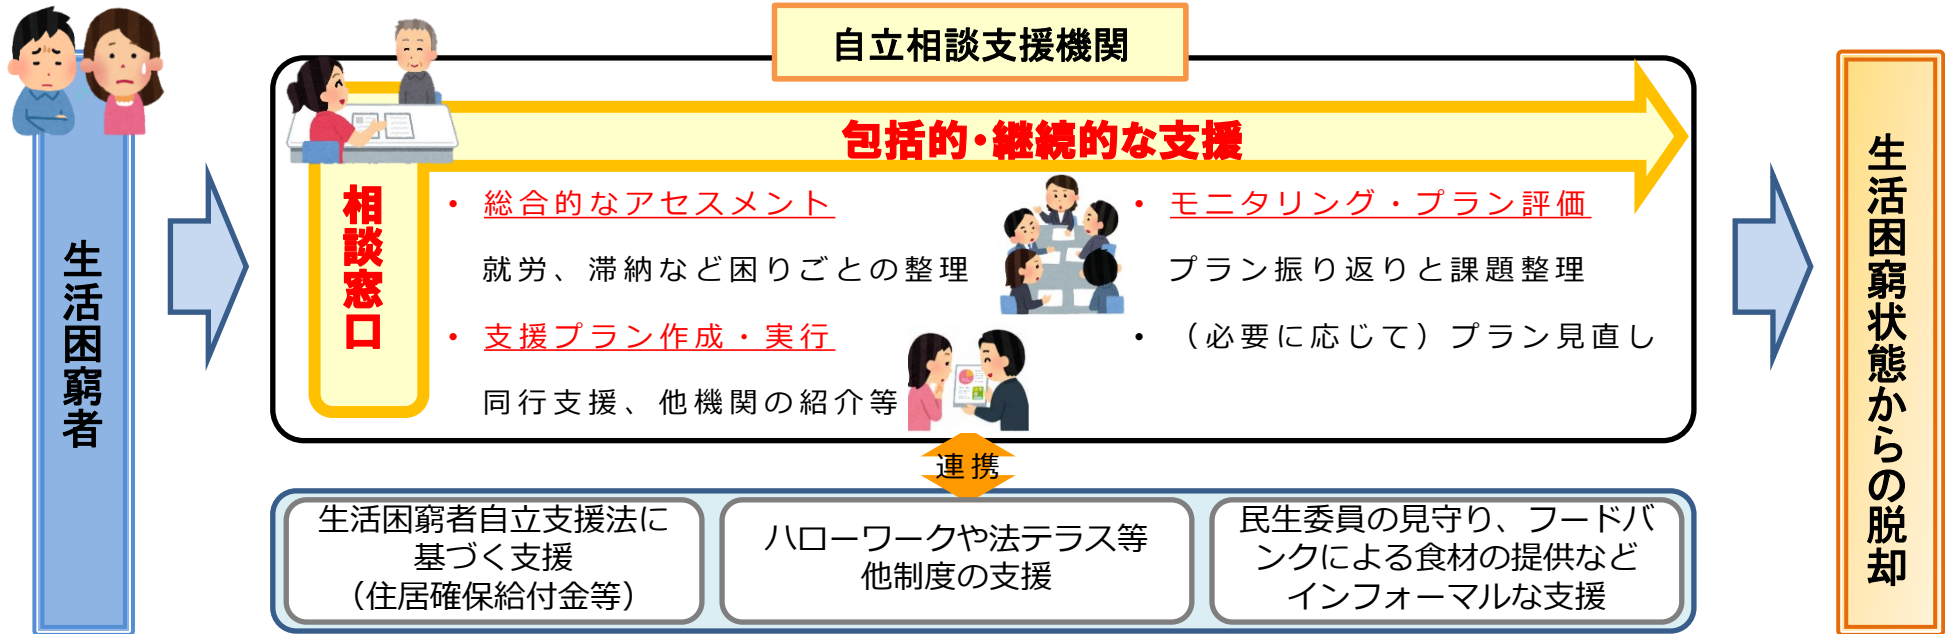 自立相談支援機関
生活困窮者
包括的・継続的な支援
相談窓口
・ 総合的なアセスメント
就労、滞納など困りごとの整理
・ 支援プラン作成・実行
同行支援、他機関の紹介等
・ モニタリング・プラン評価
プラン振り返りと課題整理
・ （必要に応じて）プラン見直し
連携
生活困窮者自立支援法に
基づく支援
（住居確保給付金等）
ハローワークや法テラス等
他制度の支援
民生委員の見守り、フードバ
ンクによる食材の提供など
インフォーマルな支援
生活困窮状態からの脱却